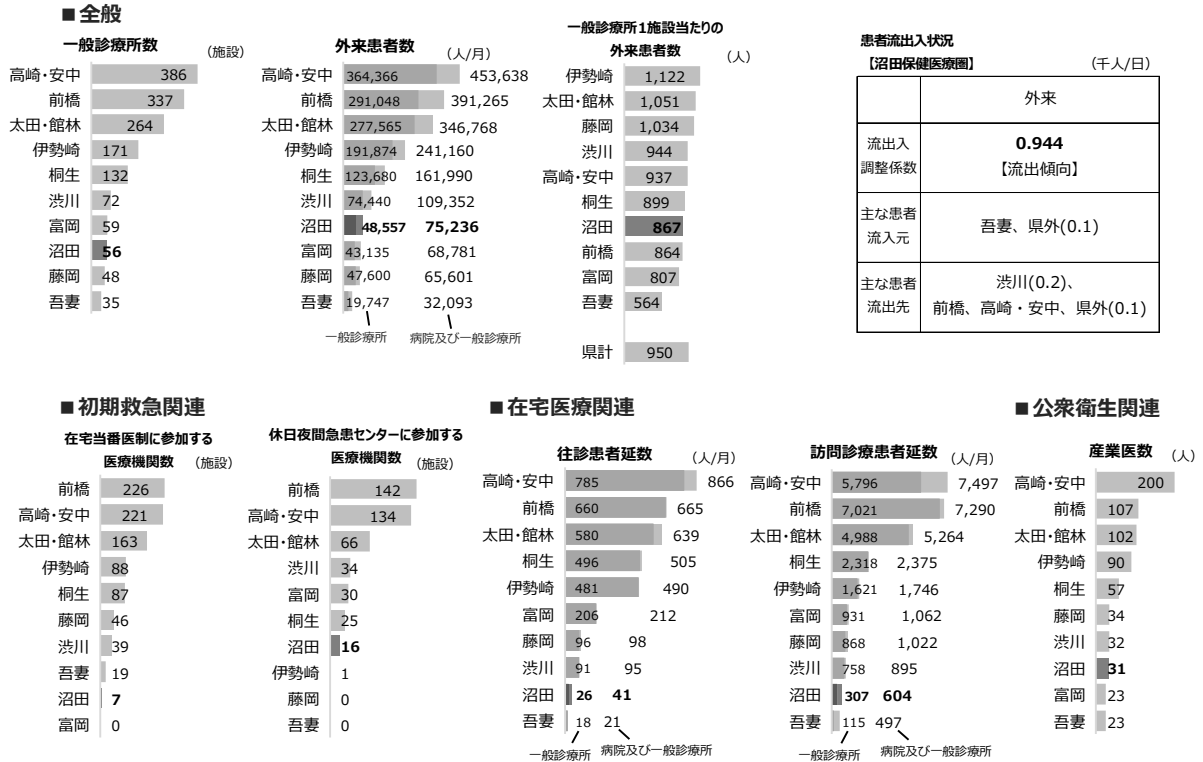 ■全般
一般診療所数 （施設）
高崎・安中 386
前橋 337
太田・館林 264
伊勢崎 171
桐生 132
渋川 72
富岡 59
沼田 56
藤岡 48
吾妻 35
外来患者数 （人/月）
高崎・安中 364,366 453,638
前橋 291,048 391,265
太田・館林 277,565 346,768
伊勢崎 191,874 241,160
桐生 123,680 161,990
渋川 74,440 109,352
沼田 48,557 75,236
富岡 43,135 68,781
藤岡 47,600 65,601
吾妻 19,747 32,093
一般診療所 病院及び一般診療所
一般診療所1施設当たりの
外来患者数 （人）
伊勢崎 1,122
太田・館林 1,051
藤岡 1,034
渋川 944
高崎・安中 937
桐生 899
沼田 867
前橋 864
富岡 807
吾妻 564
県計 950
患者流出入状況
【沼田保健医療圏】 （千人/日）
外来
流出入
調整係数
0.944
【流出傾向】
主な患者
流入元
吾妻、県外(0.1)
主な患者
流出先
渋川(0.2)、
前橋、高崎・安中、県外(0.1)
■初期救急関連
在宅当番医制に参加する
医療機関数 （施設）
前橋 226
高崎・安中 221
太田・館林 163
伊勢崎 88
桐生 87
藤岡 46
渋川 39
吾妻 19
沼田 7
富岡 0
休日夜間急患センターに参加する
医療機関数 （施設）
前橋 142
高崎・安中 134
太田・館林 66
渋川 34
富岡 30
桐生 25
沼田 16
伊勢崎 1
藤岡 0
吾妻 0
■在宅医療関連
往診患者延数 （人/月）
高崎・安中 785 866
前橋 660 665
太田・館林 580 639
桐生 496 505
伊勢崎 481 490
富岡 206 212
藤岡 96 98
渋川 91 95
沼田 26 41
吾妻 18 21
一般診療所 病院及び一般診療所
訪問診療患者延数 （人/月）
高崎・安中 5,796 7,497
前橋 7,021 7,290
太田・館林 4,988 5,264
桐生 2,318 2,375
伊勢崎 1,621 1,746
富岡 931 1,062
藤岡 868 1,022
渋川 758 895
沼田 307 604
吾妻 115 497
一般診療所 病院及び一般診療所
■公衆衛生関連
産業医数 （人）
高崎・安中 200
前橋 107
太田・館林 102
伊勢崎 90
桐生 57
藤岡 34
渋川 32
沼田 31
富岡 23
吾妻 23